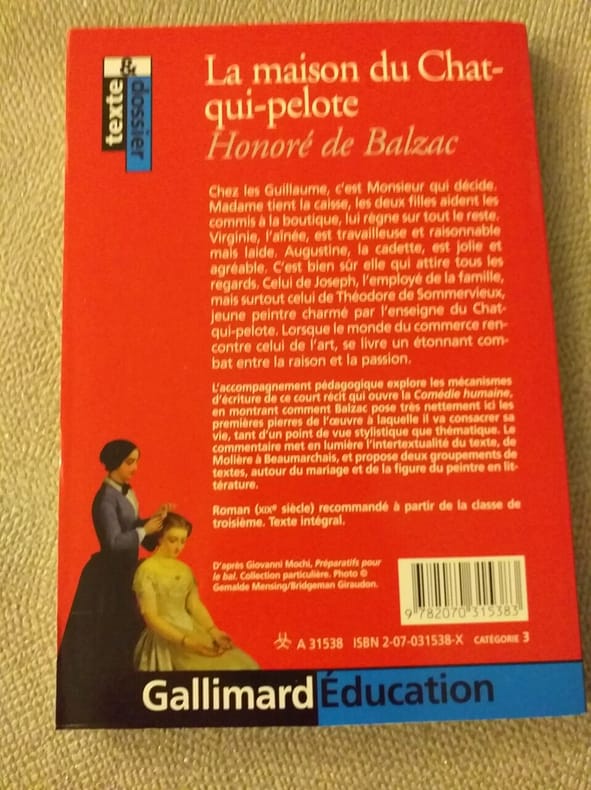 texte & dossier
La maison du Chat-
qui-pelote
Honoré de Balzac
Chez les Guillaume, c'est Monsieur qui décide.
Madame tient la caisse, les deux filles aident les
commis à la boutique, lui règne sur tout le reste.
Virginie, l'aînée, est travailleuse et raisonnable
mais laide. Augustine, la cadette, est jolie et
agréable. C'est bien sûr elle qui attire tous les
regards. Celui de Joseph, l'employé de la famille,
mais surtout celui de Théodore de Sommervieux,
jeune peintre charmé par l'enseigne du Chat-
qui-pelote. Lorsque le monde du commerce ren-
contre celui de l'art, se livre un étonnant com-
bat entre la raison et la passion.
L'accompagnement pédagogique explore les mécanismes
d'écriture de ce court récit qui ouvre la Comédie humaine,
en montrant comment Balzac pose très nettement ici les
premières pierres de l'œuvre à laquelle il va consacrer sa
vie, tant d'un point de vue stylistique que thématique. Le
commentaire met en lumière l'intertextualité du texte, de
Molière à Beaumarchais, et propose deux groupements de
textes, autour du mariage et de la figure du peintre en lit-
térature.
Roman (XIXe siècle) recommandé à partir de la classe de
troisième. Texte intégral.
D'après Giovanni Mochi, Préparatifs pour
le bal. Collection particulière. Photo ©
Gemalde Mensing/Bridgeman Giraudon.
9 782070 315383
A 31538 ISBN 2-07-031538-X CATÉGORIE 3
Gallimard Éducation